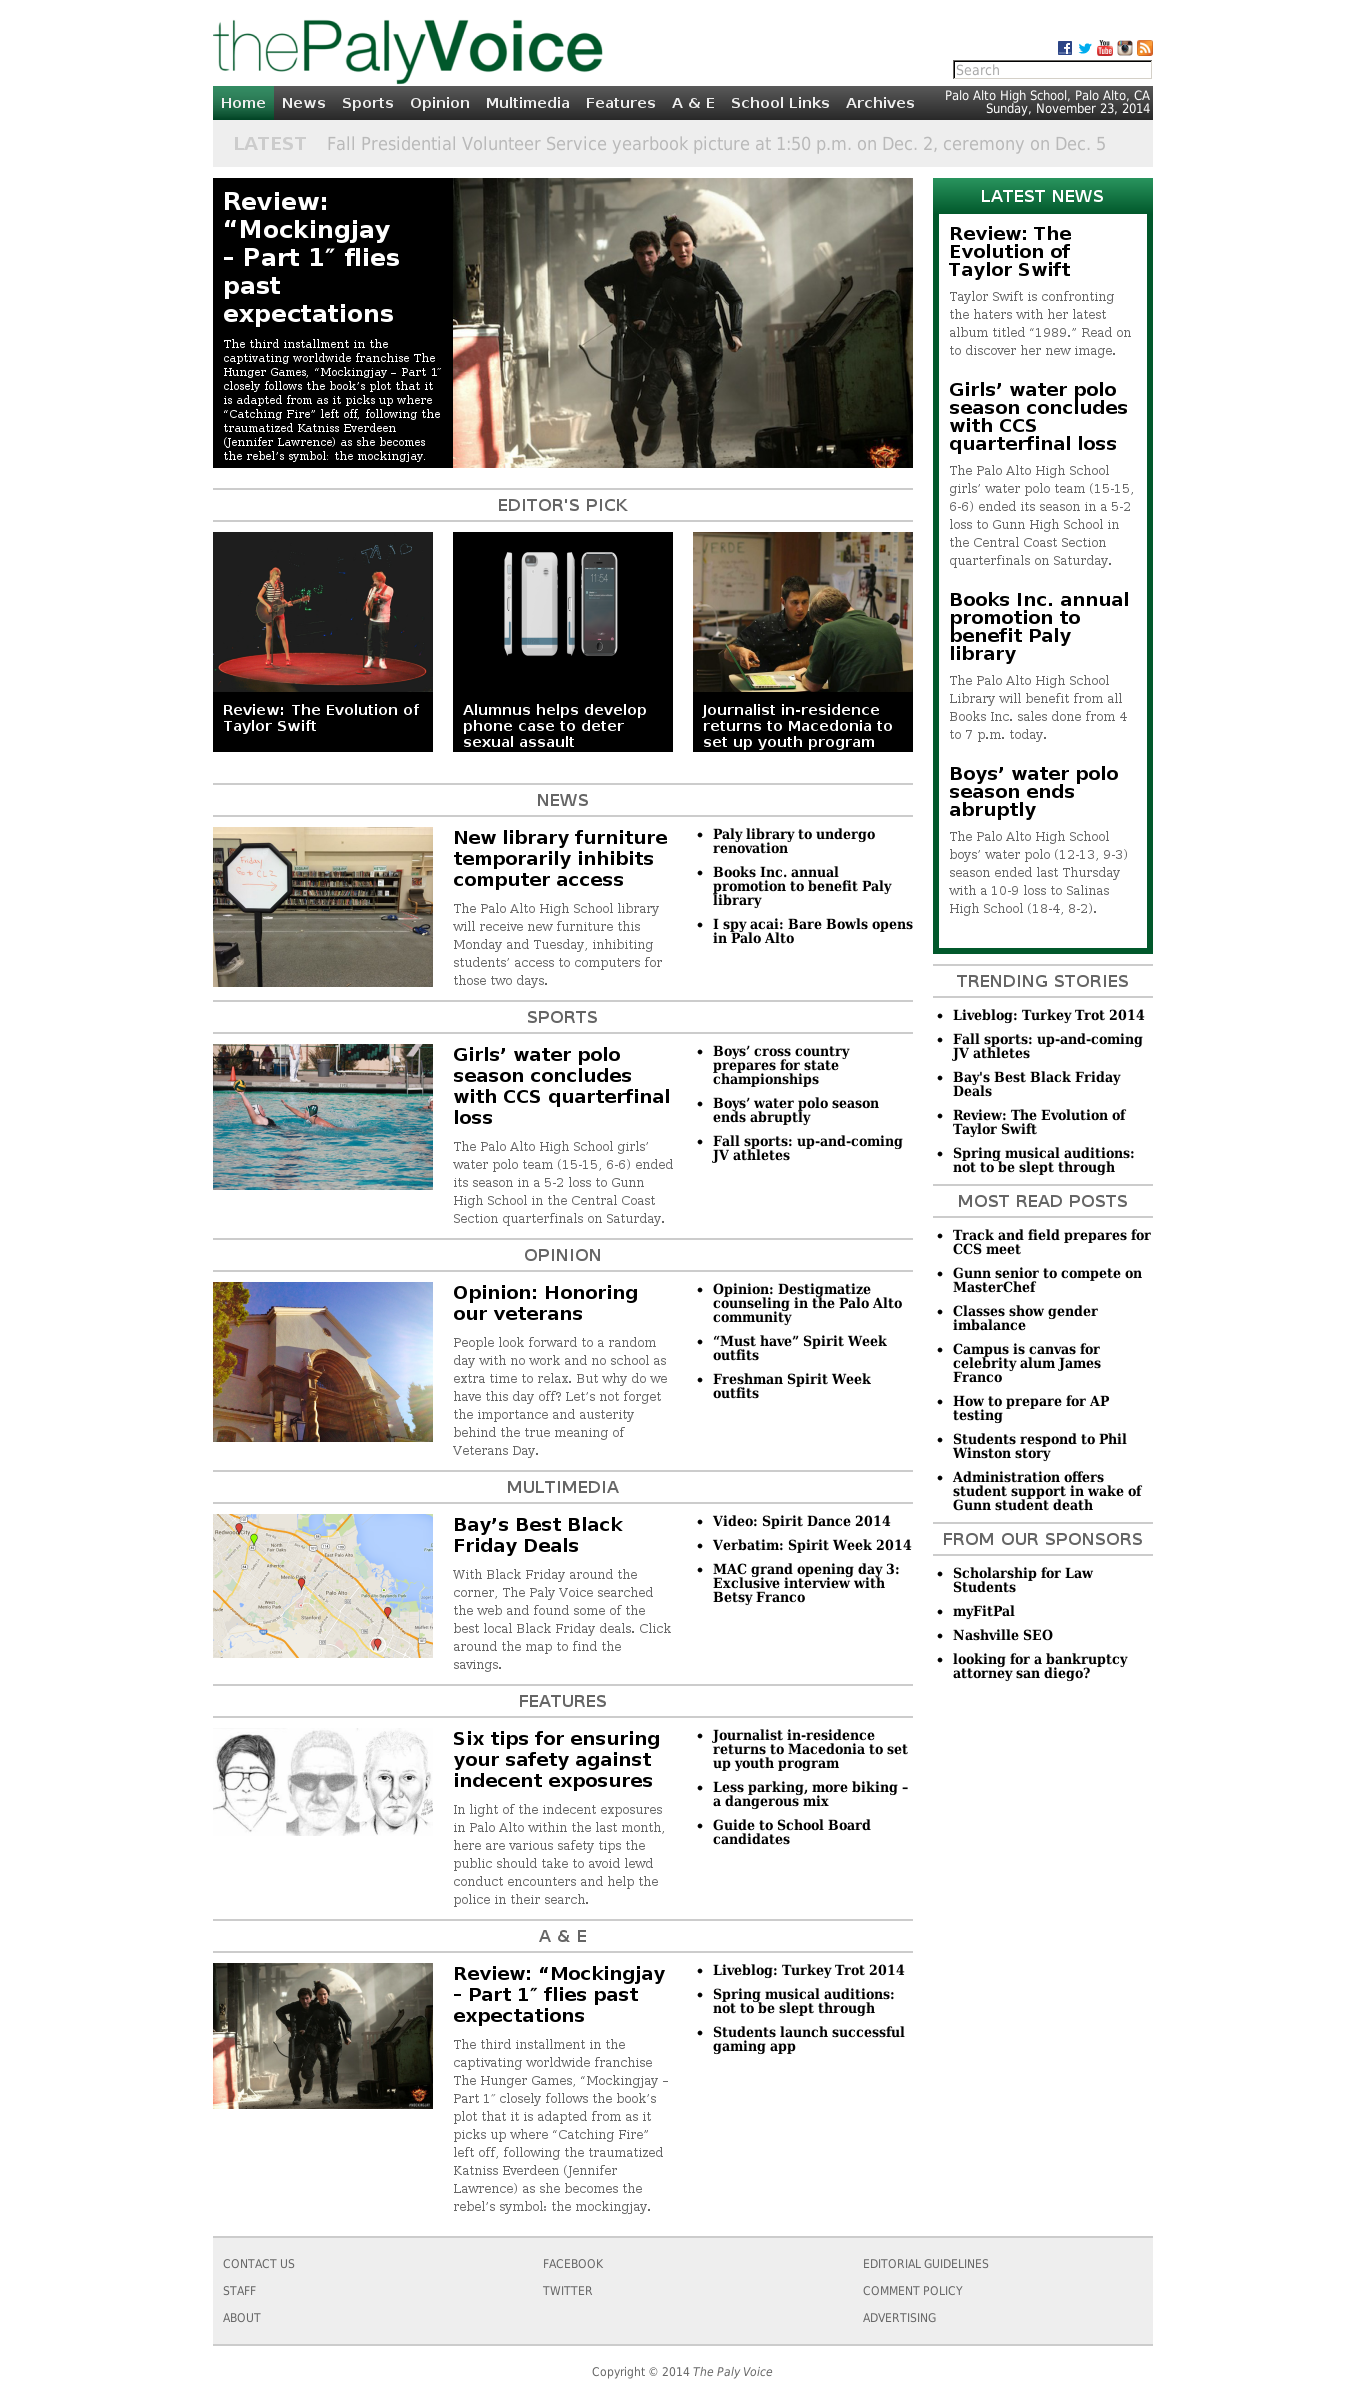 thePalyVoice
Search
Home News Sports Opinion Multimedia Features A & E School Links Archives
Palo Alto High School, Palo Alto, CA
Sunday, November 23, 2014
LATEST Fall Presidential Volunteer Service yearbook picture at 1:50 p.m. on Dec. 2, ceremony on Dec. 5
Review:
“Mockingjay
– Part 1″ flies
past
expectations
The third installment in the
captivating worldwide franchise The
Hunger Games, “Mockingjay – Part 1″
closely follows the book’s plot that it
is adapted from as it picks up where
“Catching Fire” left off, following the
traumatized Katniss Everdeen
(Jennifer Lawrence) as she becomes
the rebel’s symbol: the mockingjay.
EDITOR'S PICK
VERDE
11:54
Review: The Evolution of
Taylor Swift
Alumnus helps develop
phone case to deter
sexual assault
Journalist in-residence
returns to Macedonia to
set up youth program
NEWS
New library furniture
temporarily inhibits
computer access
The Palo Alto High School library
will receive new furniture this
Monday and Tuesday, inhibiting
students’ access to computers for
those two days.
Paly library to undergo
renovation
Books Inc. annual
promotion to benefit Paly
library
I spy acai: Bare Bowls opens
in Palo Alto
SPORTS
Girls’ water polo
season concludes
with CCS quarterfinal
loss
The Palo Alto High School girls’
water polo team (15-15, 6-6) ended
its season in a 5-2 loss to Gunn
High School in the Central Coast
Section quarterfinals on Saturday.
Boys’ cross country
prepares for state
championships
Boys’ water polo season
ends abruptly
Fall sports: up-and-coming
JV athletes
OPINION
Opinion: Honoring
our veterans
People look forward to a random
day with no work and no school as
extra time to relax. But why do we
have this day off? Let’s not forget
the importance and austerity
behind the true meaning of
Veterans Day.
Opinion: Destigmatize
counseling in the Palo Alto
community
“Must have” Spirit Week
outfits
Freshman Spirit Week
outfits
MULTIMEDIA
Bay’s Best Black
Friday Deals
With Black Friday around the
corner, The Paly Voice searched
the web and found some of the
best local Black Friday deals. Click
around the map to find the
savings.
Video: Spirit Dance 2014
Verbatim: Spirit Week 2014
MAC grand opening day 3:
Exclusive interview with
Betsy Franco
FEATURES
Six tips for ensuring
your safety against
indecent exposures
In light of the indecent exposures
in Palo Alto within the last month,
here are various safety tips the
public should take to avoid lewd
conduct encounters and help the
police in their search.
Journalist in-residence
returns to Macedonia to set
up youth program
Less parking, more biking –
a dangerous mix
Guide to School Board
candidates
A & E
Review: “Mockingjay
– Part 1″ flies past
expectations
The third installment in the
captivating worldwide franchise
The Hunger Games, “Mockingjay –
Part 1″ closely follows the book’s
plot that it is adapted from as it
picks up where “Catching Fire”
left off, following the traumatized
Katniss Everdeen (Jennifer
Lawrence) as she becomes the
rebel’s symbol: the mockingjay.
Liveblog: Turkey Trot 2014
Spring musical auditions:
not to be slept through
Students launch successful
gaming app
LATEST NEWS
Review: The
Evolution of
Taylor Swift
Taylor Swift is confronting
the haters with her latest
album titled “1989.” Read on
to discover her new image.
Girls’ water polo
season concludes
with CCS
quarterfinal loss
The Palo Alto High School
girls’ water polo team (15-15,
6-6) ended its season in a 5-2
loss to Gunn High School in
the Central Coast Section
quarterfinals on Saturday.
Books Inc. annual
promotion to
benefit Paly
library
The Palo Alto High School
Library will benefit from all
Books Inc. sales done from 4
to 7 p.m. today.
Boys’ water polo
season ends
abruptly
The Palo Alto High School
boys’ water polo (12-13, 9-3)
season ended last Thursday
with a 10-9 loss to Salinas
High School (18-4, 8-2).
TRENDING STORIES
Liveblog: Turkey Trot 2014
Fall sports: up-and-coming
JV athletes
Bay's Best Black Friday
Deals
Review: The Evolution of
Taylor Swift
Spring musical auditions:
not to be slept through
MOST READ POSTS
Track and field prepares for
CCS meet
Gunn senior to compete on
MasterChef
Classes show gender
imbalance
Campus is canvas for
celebrity alum James
Franco
How to prepare for AP
testing
Students respond to Phil
Winston story
Administration offers
student support in wake of
Gunn student death
FROM OUR SPONSORS
Scholarship for Law
Students
myFitPal
Nashville SEO
looking for a bankruptcy
attorney san diego?
CONTACT US FACEBOOK EDITORIAL GUIDELINES
STAFF TWITTER COMMENT POLICY
ABOUT ADVERTISING
Copyright © 2014 The Paly Voice